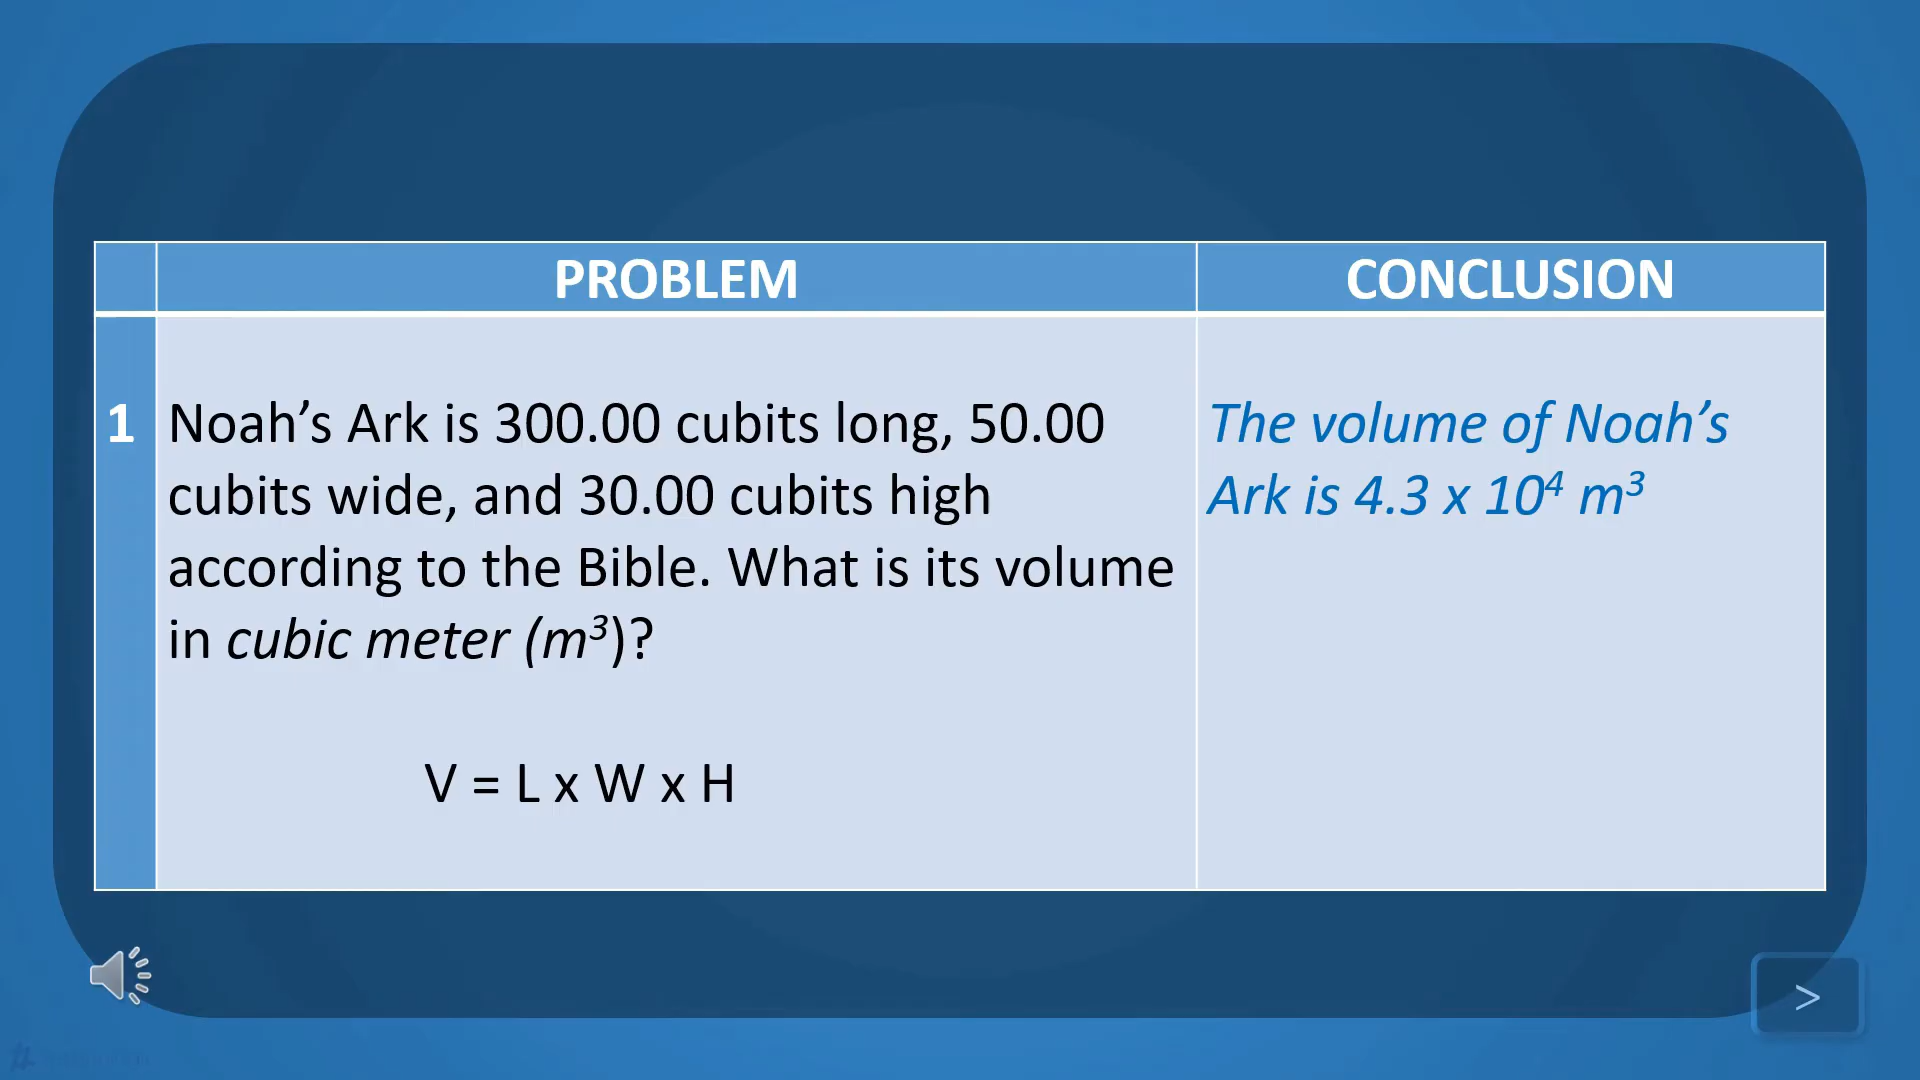 PROBLEM
CONCLUSION
1
Noah’s Ark is 300.00 cubits long, 50.00
cubits wide, and 30.00 cubits high
according to the Bible. What is its volume
in cubic meter (m³)?
V = L x W x H
The volume of Noah’s
Ark is 4.3 x 10⁴ m³
>